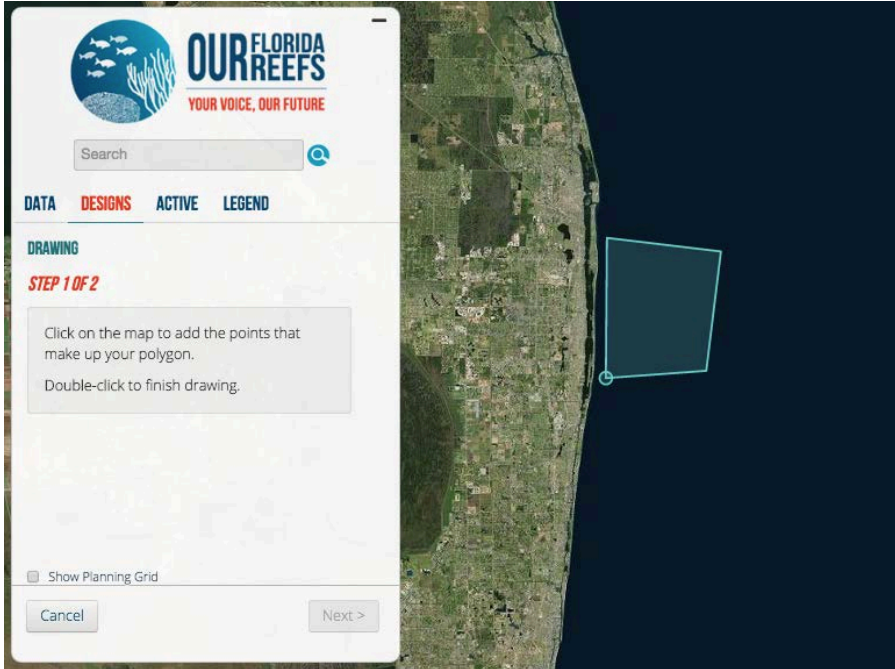 OUR FLORIDA REEFS
YOUR VOICE, OUR FUTURE
Search
DATA DESIGNS ACTIVE LEGEND
DRAWING
STEP 1 OF 2
Click on the map to add the points that
make up your polygon.
Double-click to finish drawing.
Show Planning Grid
Cancel Next >